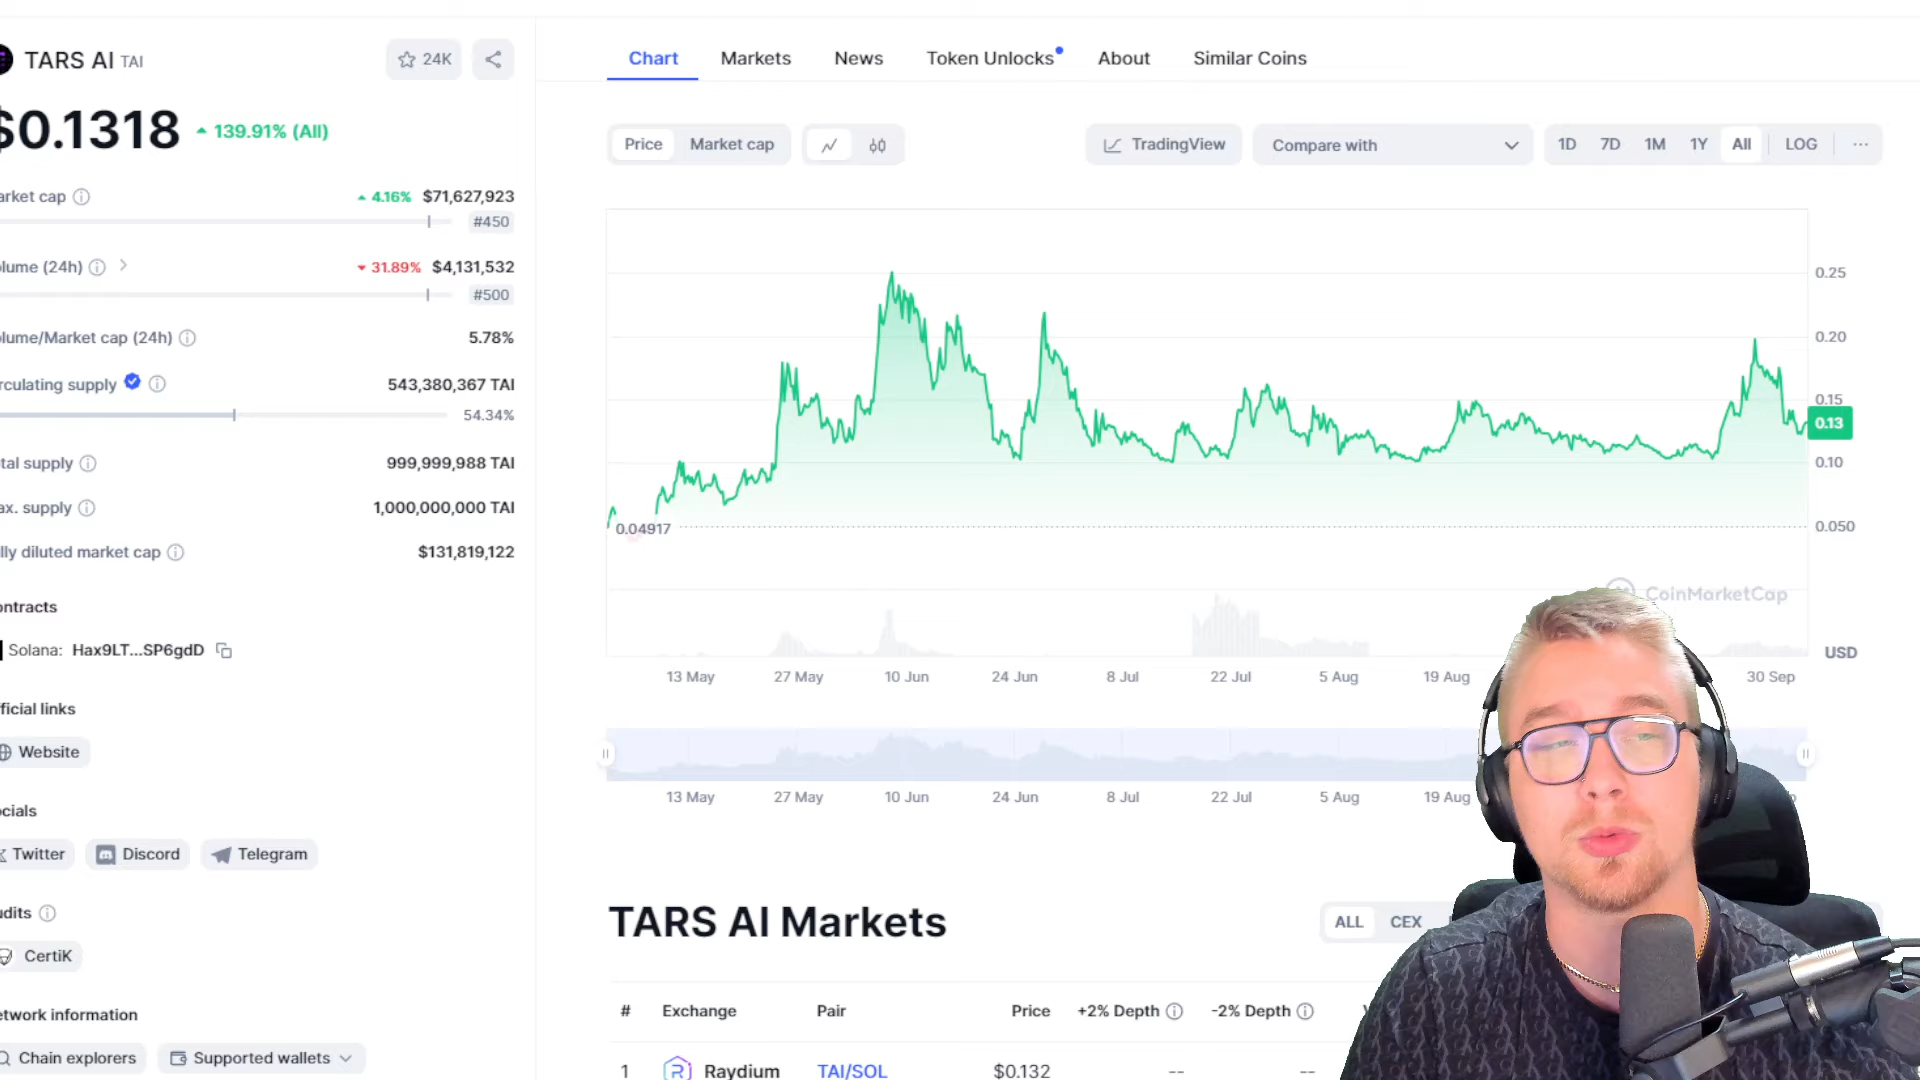 TARS AI TAI
24K
$0.1318
139.91% (All)
arket cap
4.16%
$71,627,923
#450
lume (24h)
31.89%
$4,131,532
#500
olume/Market cap (24h)
5.78%
rculating supply
543,380,367 TAI
54.34%
tal supply
999,999,988 TAI
ax. supply
1,000,000,000 TAI
lly diluted market cap
$131,819,122
ontracts
Solana: Hax9LT...SP6gdD
ficial links
Website
cials
Twitter
Discord
Telegram
udits
CertiK
etwork information
Chain explorers
Supported wallets
Chart
Markets
News
Token Unlocks
About
Similar Coins
Price
Market cap
TradingView
Compare with
1D
7D
1M
1Y
All
LOG
...
0.25
0.20
0.15
0.13
0.10
0.050
0.04917
CoinMarketCap
USD
13 May
27 May
10 Jun
24 Jun
8 Jul
22 Jul
5 Aug
19 Aug
30 Sep
13 May
27 May
10 Jun
24 Jun
8 Jul
22 Jul
5 Aug
19 Aug
TARS AI Markets
ALL
CEX
#
Exchange
Pair
Price
+2% Depth
-2% Depth
1
Raydium
TAI/SOL
$0.132
--
--